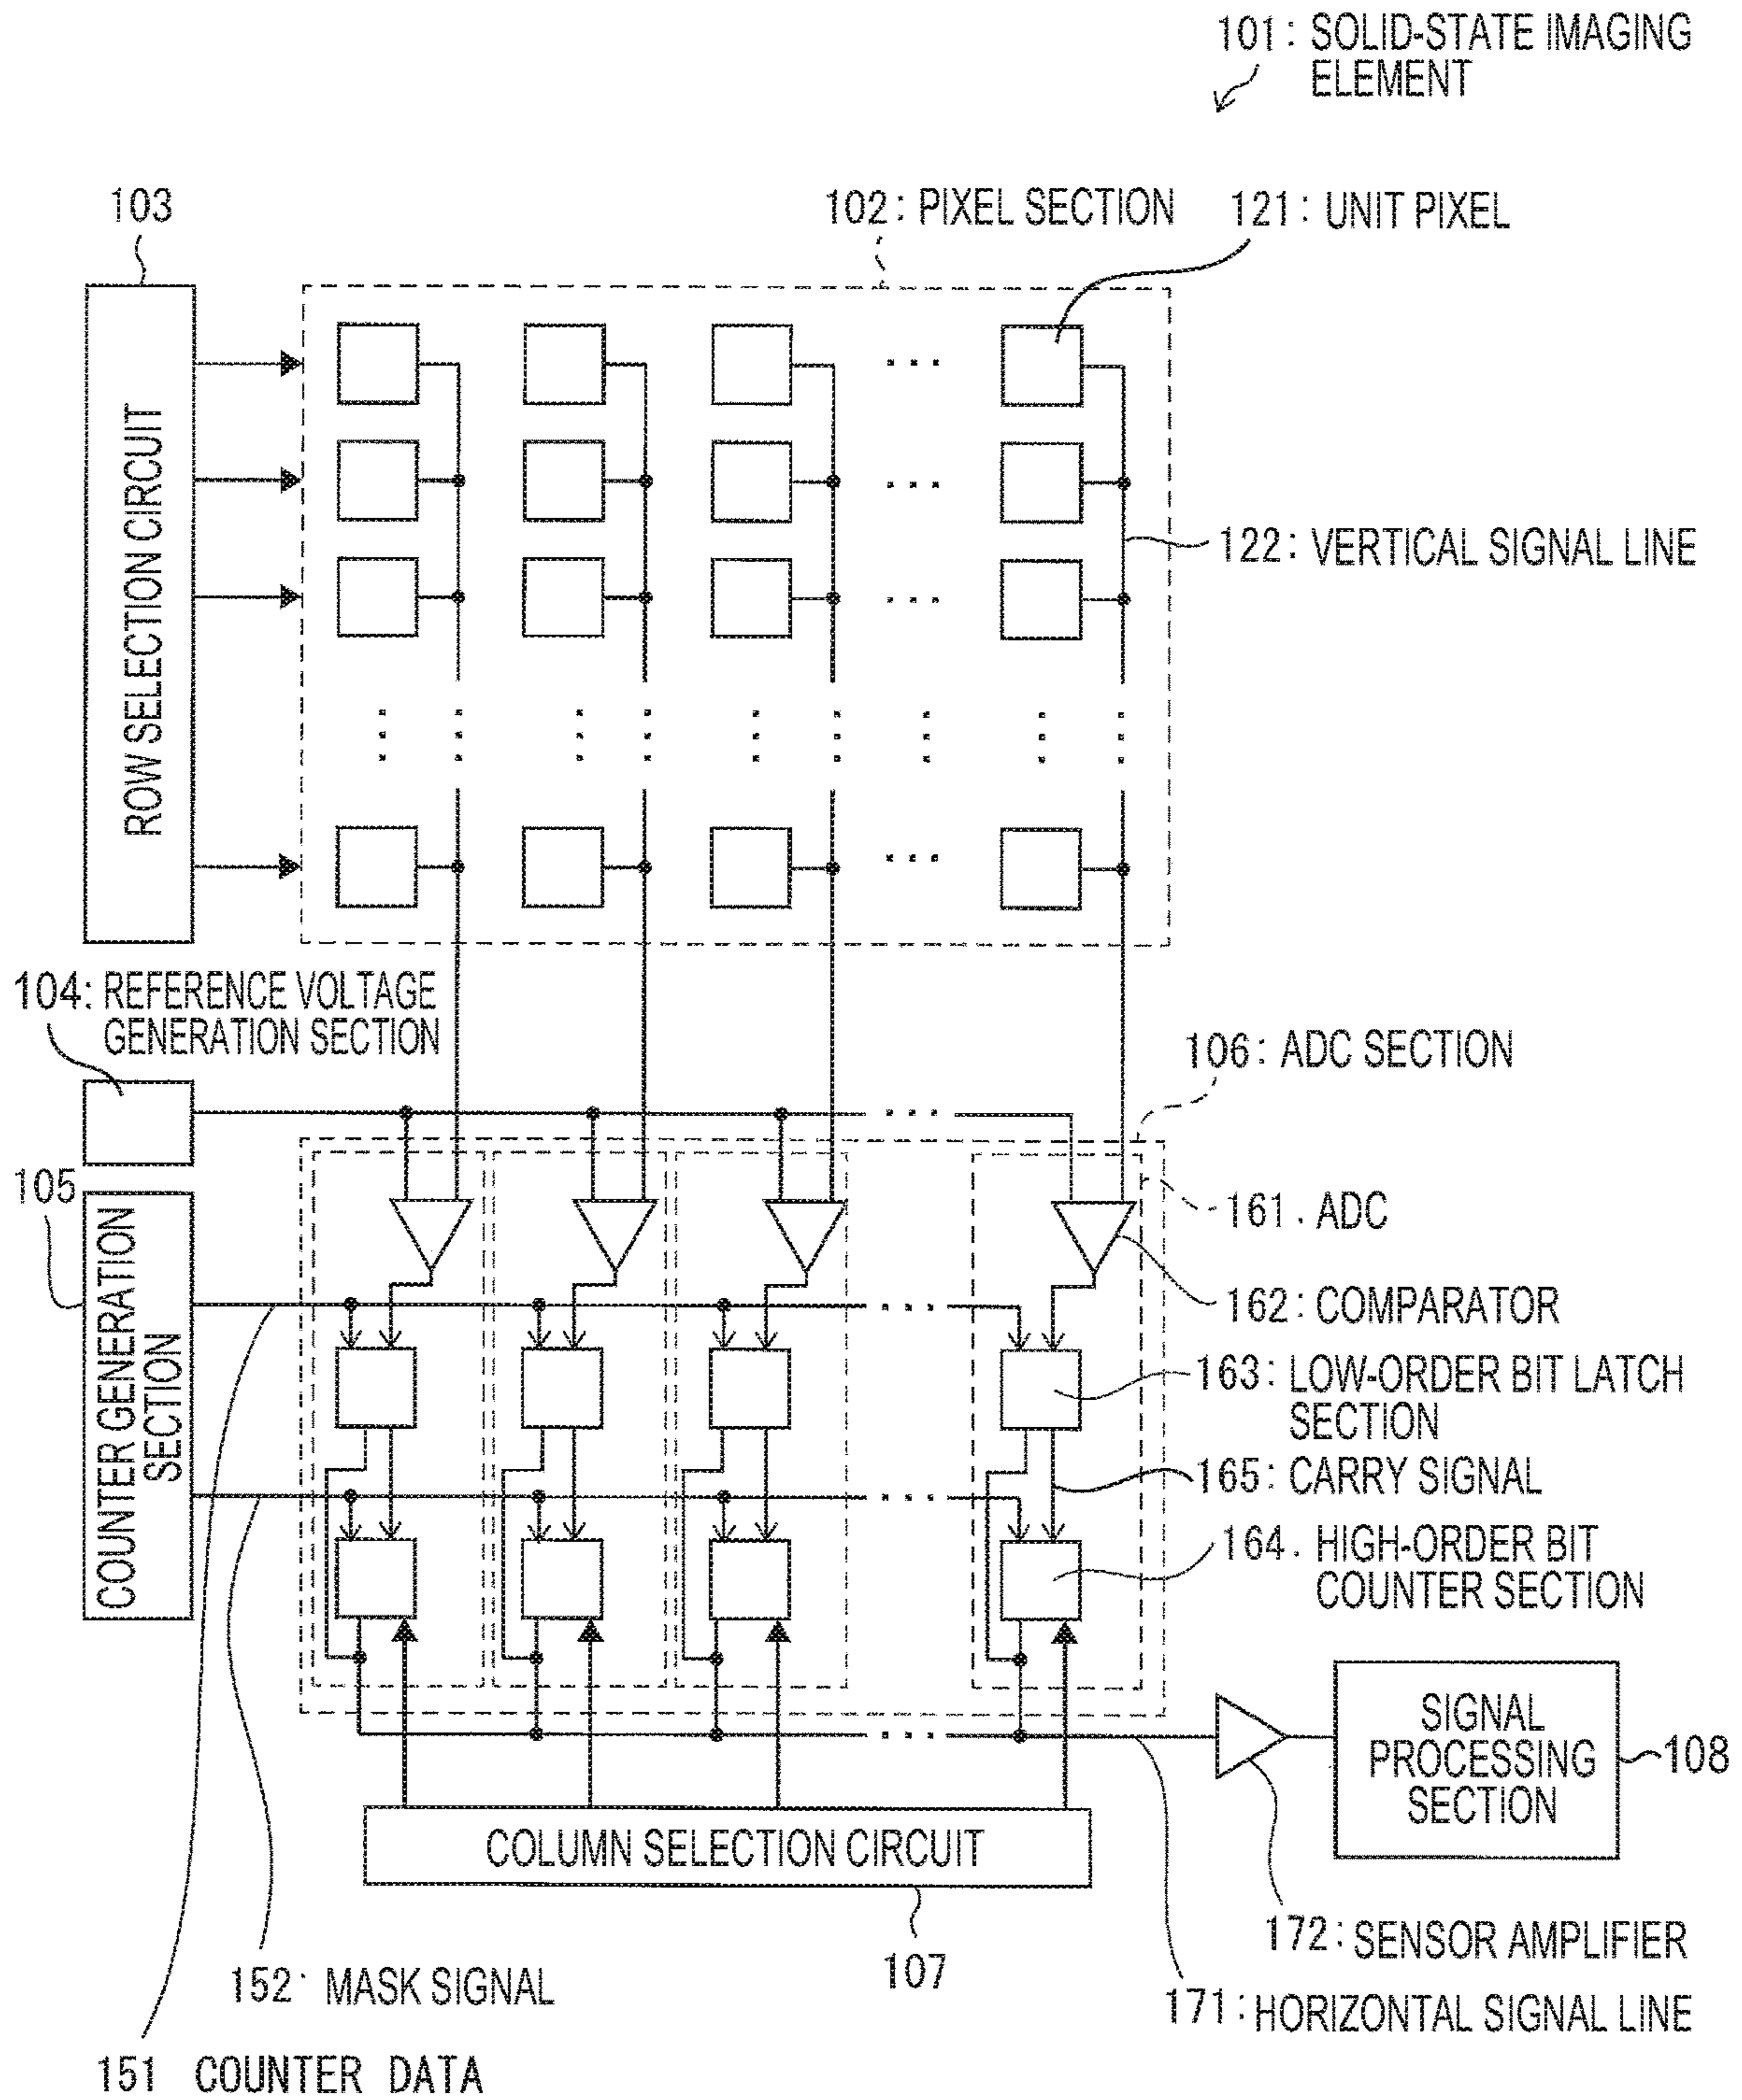 101: SOLID-STATE IMAGING
ELEMENT
103
102: PIXEL SECTION
121: UNIT PIXEL
ROW SELECTION CIRCUIT
122: VERTICAL SIGNAL LINE
104: REFERENCE VOLTAGE
GENERATION SECTION
106: ADC SECTION
105
COUNTER GENERATION
SECTION
161. ADC
162: COMPARATOR
163: LOW-ORDER BIT LATCH
SECTION
165: CARRY SIGNAL
164. HIGH-ORDER BIT
COUNTER SECTION
SIGNAL
PROCESSING
SECTION
108
COLUMN SELECTION CIRCUIT
172: SENSOR AMPLIFIER
107
152: MASK SIGNAL
171: HORIZONTAL SIGNAL LINE
151 COUNTER DATA